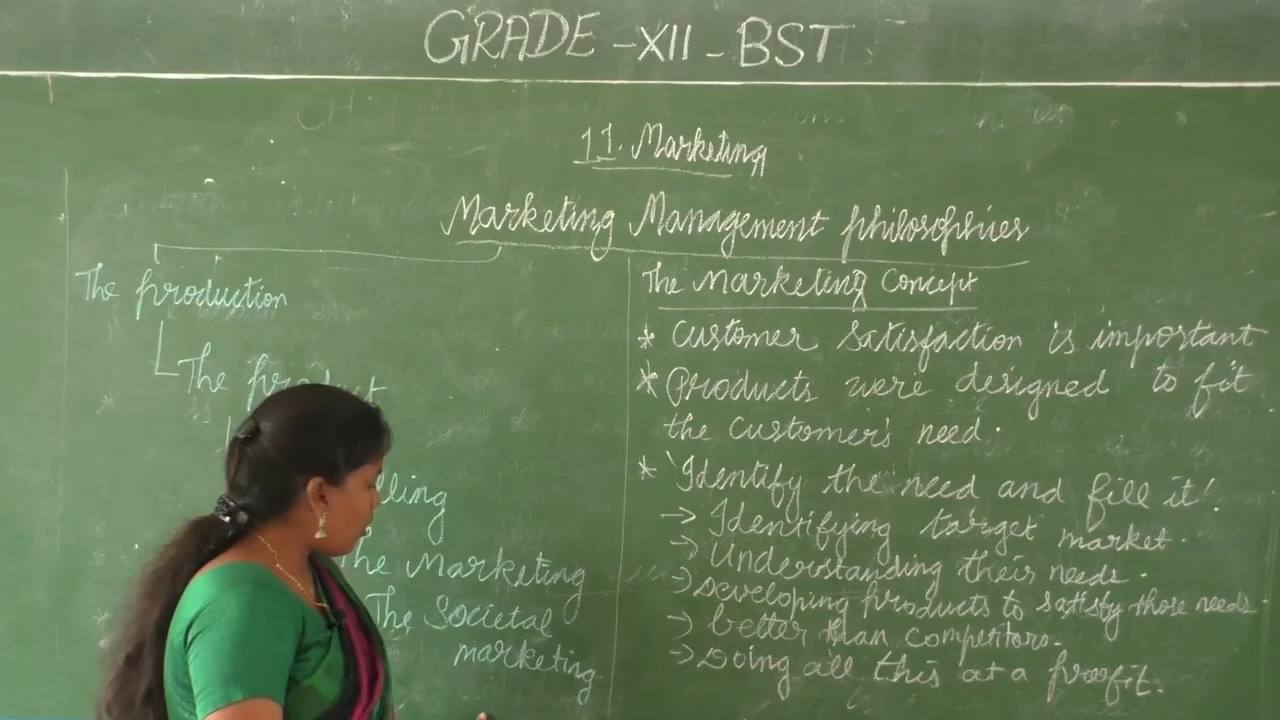 GRADE - XII - BST
11. Marketing
Marketing Management philosophies
The production
The product
lling
The Marketing
The Societal
marketing
The Marketing Concept
* Customer satisfaction is important
* Products were designed to fit
the customer's need.
* 'Identify the need and fill it'.
→ Identifying target market.
→ Understanding their needs.
→ Developing products to satisfy those needs
→ better than competitors.
→ Doing all this at a profit.